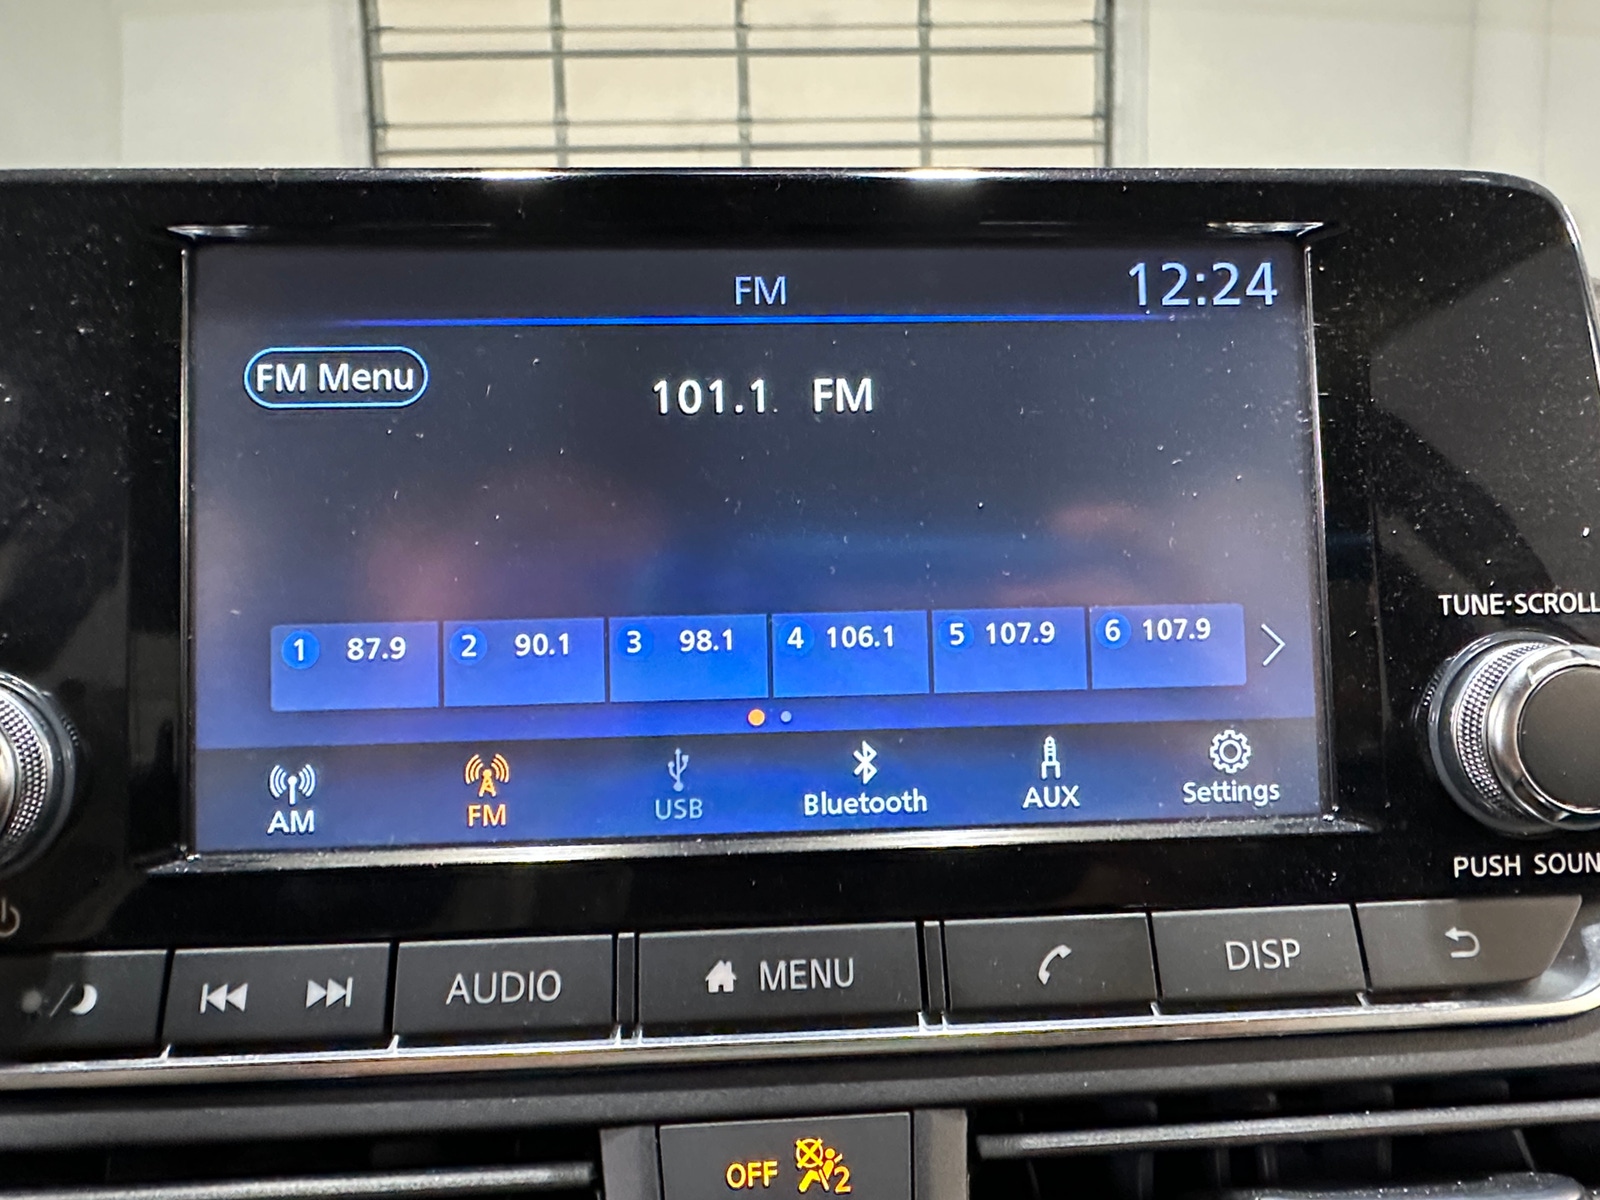 FM
12:24
FM Menu
101.1 FM
1 87.9
2 90.1
3 98.1
4 106.1
5 107.9
6 107.9
AM
FM
USB
Bluetooth
AUX
Settings
TUNE·SCROLL
PUSH SOUN
AUDIO
MENU
DISP
OFF
2